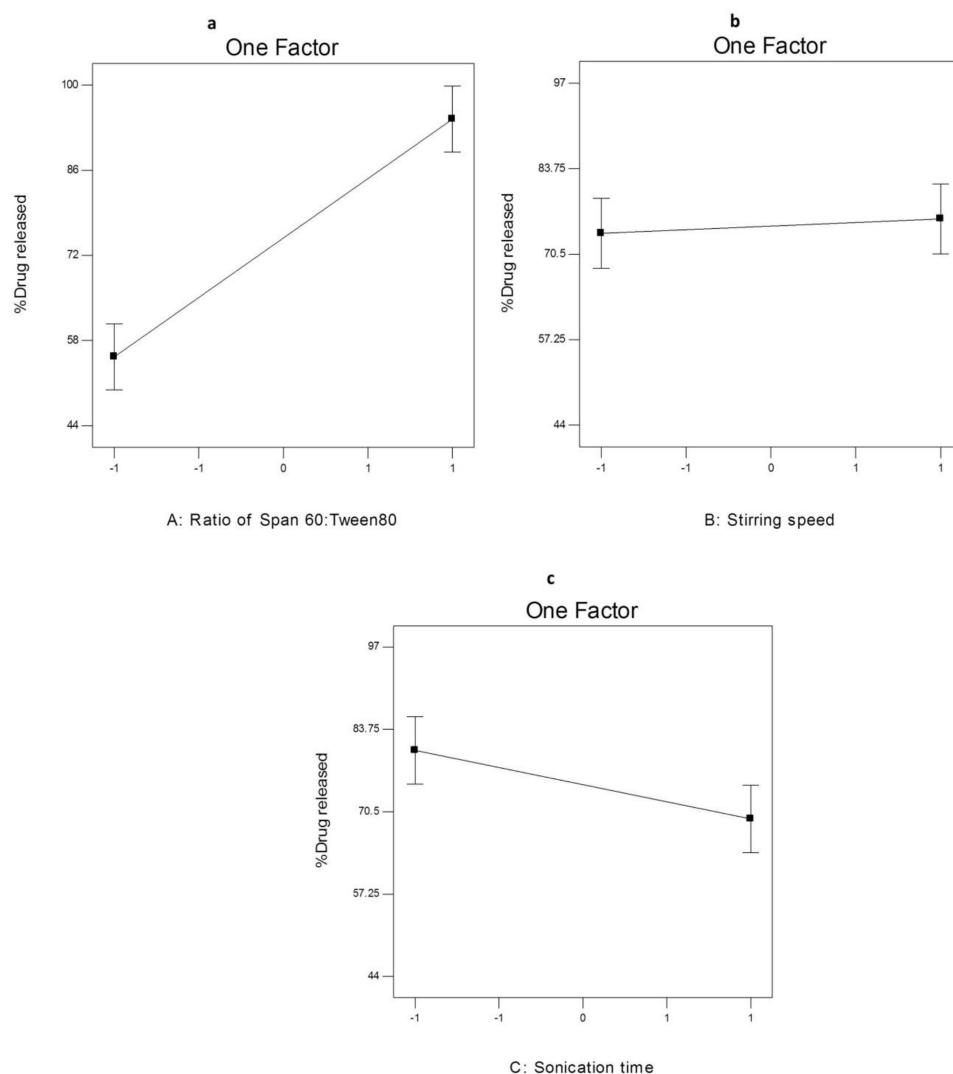 a
One Factor
100
86
72
58
44
%Drug released
-1
-1
0
1
1
A: Ratio of Span 60:Tween80
b
One Factor
97
83.75
70.5
57.25
44
%Drug released
-1
-1
0
1
1
B: Stirring speed
c
One Factor
97
83.75
70.5
57.25
44
%Drug released
-1
-1
0
1
1
C: Sonication time